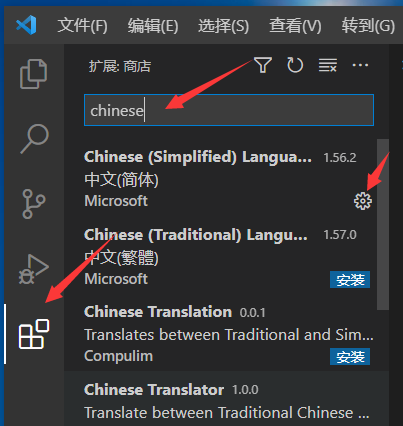 文件(F) 编辑(E) 选择(S) 查看(V) 转到(G)
扩展: 商店
chinese
Chinese (Simplified) Langua... 1.56.2
中文(简体)
Microsoft
Chinese (Traditional) Langu... 1.57.0
中文(繁體)
Microsoft 安装
Chinese Translation 0.0.1
Translates between Traditional and Sim...
Compulim 安装
Chinese Translator 1.0.0
Translate between Traditional Chinese ...